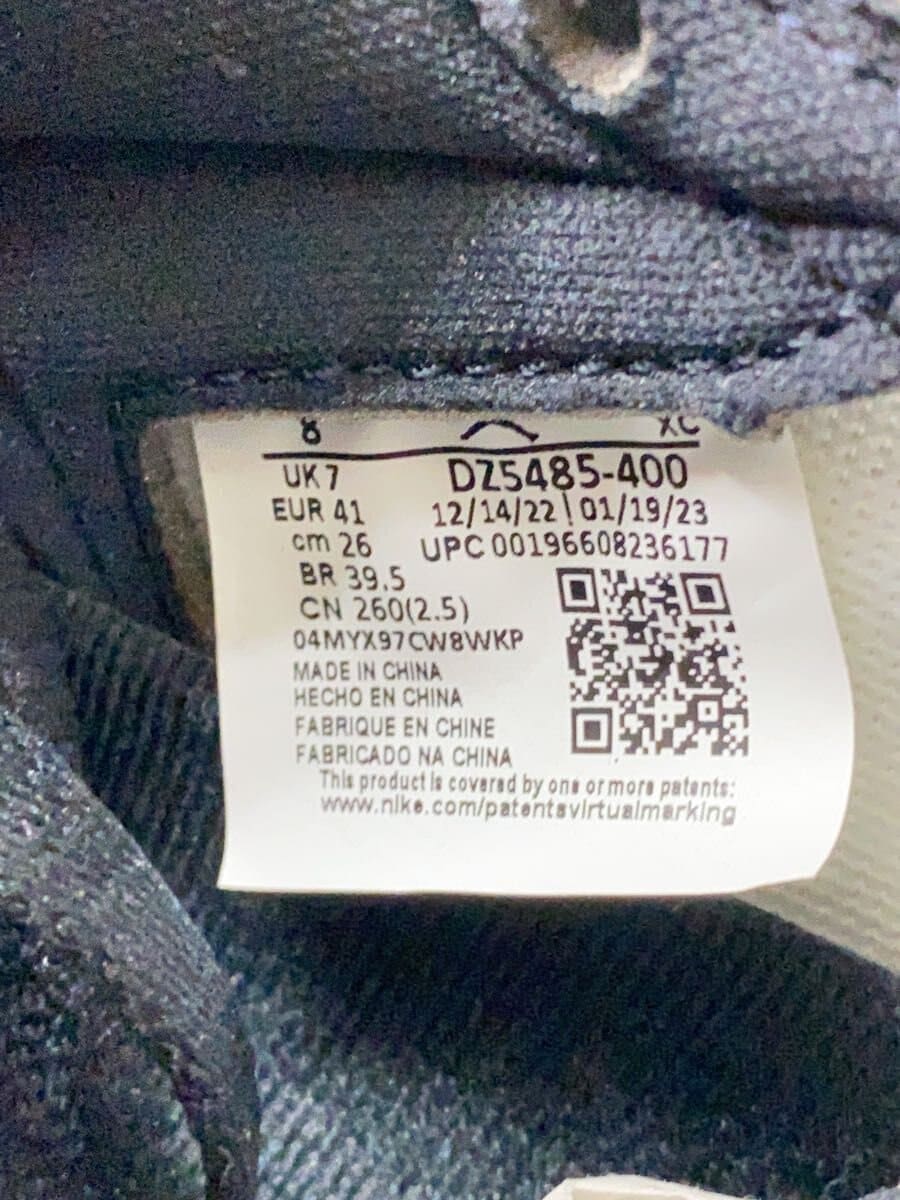 8 XC
UK 7 DZ5485-400
EUR 41 12/14/22 | 01/19/23
cm 26 UPC 00196608236177
BR 39.5
CN 260(2.5)
04MYX97CW8WKP
MADE IN CHINA
HECHO EN CHINA
FABRIQUE EN CHINE
FABRICADO NA CHINA
This product is covered by one or more patents:
www.nike.com/patentsvirtualmarking